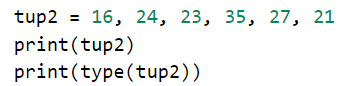 tup2 = 16, 24, 23, 35, 27, 21
print(tup2)
print(type(tup2))